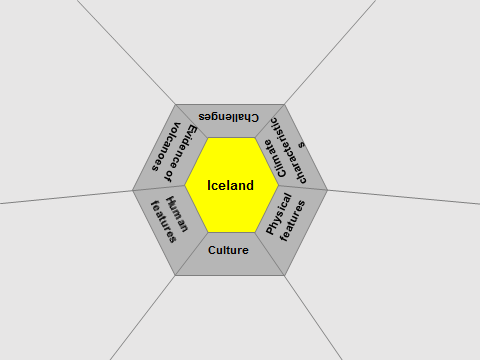 Challenges
Evidence of
volcanoes
Climate
characteristic
s
Iceland
Human
features
Physical
features
Culture